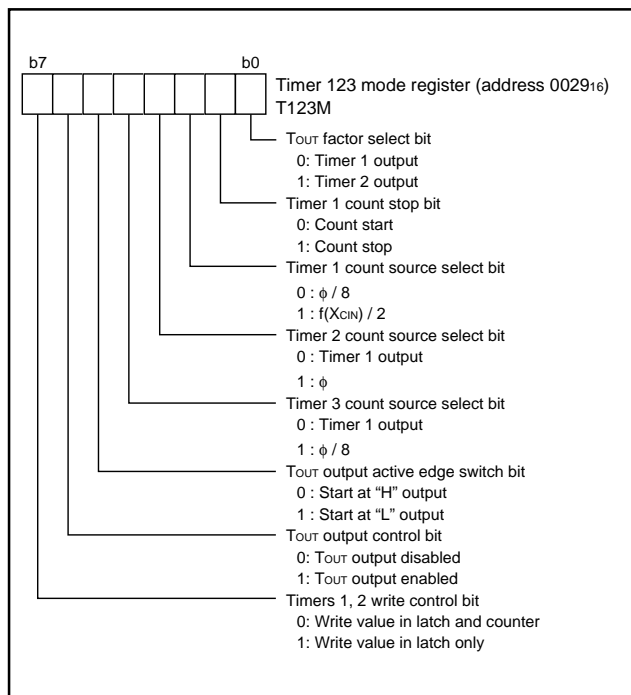 b7 b0
Timer 123 mode register (address 0029₁₆)
T123M
TOUT factor select bit
0: Timer 1 output
1: Timer 2 output
Timer 1 count stop bit
0: Count start
1: Count stop
Timer 1 count source select bit
0 : ϕ / 8
1 : f(XCIN) / 2
Timer 2 count source select bit
0 : Timer 1 output
1 : ϕ
Timer 3 count source select bit
0 : Timer 1 output
1 : ϕ / 8
TOUT output active edge switch bit
0 : Start at “H” output
1 : Start at “L” output
TOUT output control bit
0: TOUT output disabled
1: TOUT output enabled
Timers 1, 2 write control bit
0: Write value in latch and counter
1: Write value in latch only